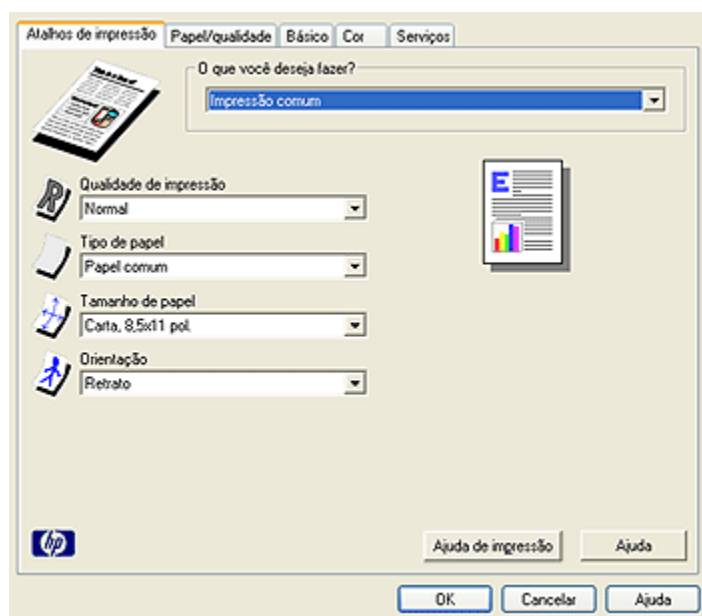 Atalhos de impressão
Papel/qualidade
Básico
Cor
Serviços
O que você deseja fazer?
Impressão comum
Qualidade de impressão
Normal
Tipo de papel
Papel comum
Tamanho de papel
Carta, 8,5x11 pol.
Orientação
Retrato
E
hp
Ajuda de impressão
Ajuda
OK
Cancelar
Ajuda